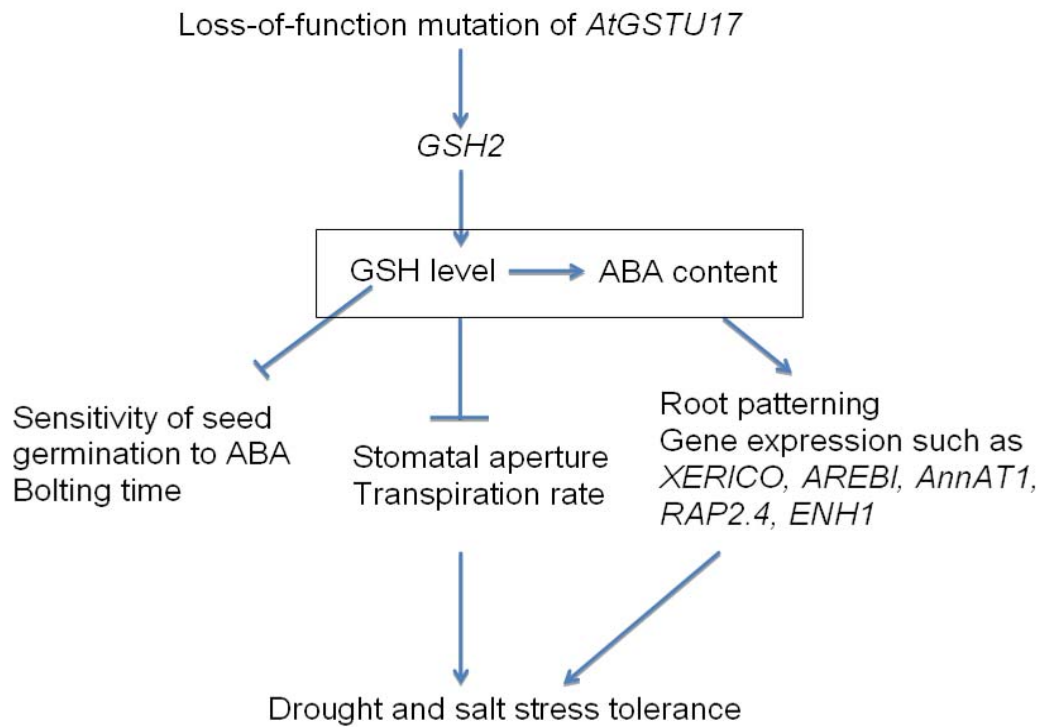 Loss-of-function mutation of AtGSTU17
GSH2
GSH level
ABA content
Sensitivity of seed
germination to ABA
Bolting time
Stomatal aperture
Transpiration rate
Root patterning
Gene expression such as
XERICO, AREBI, AnnAT1,
RAP2.4, ENH1
Drought and salt stress tolerance